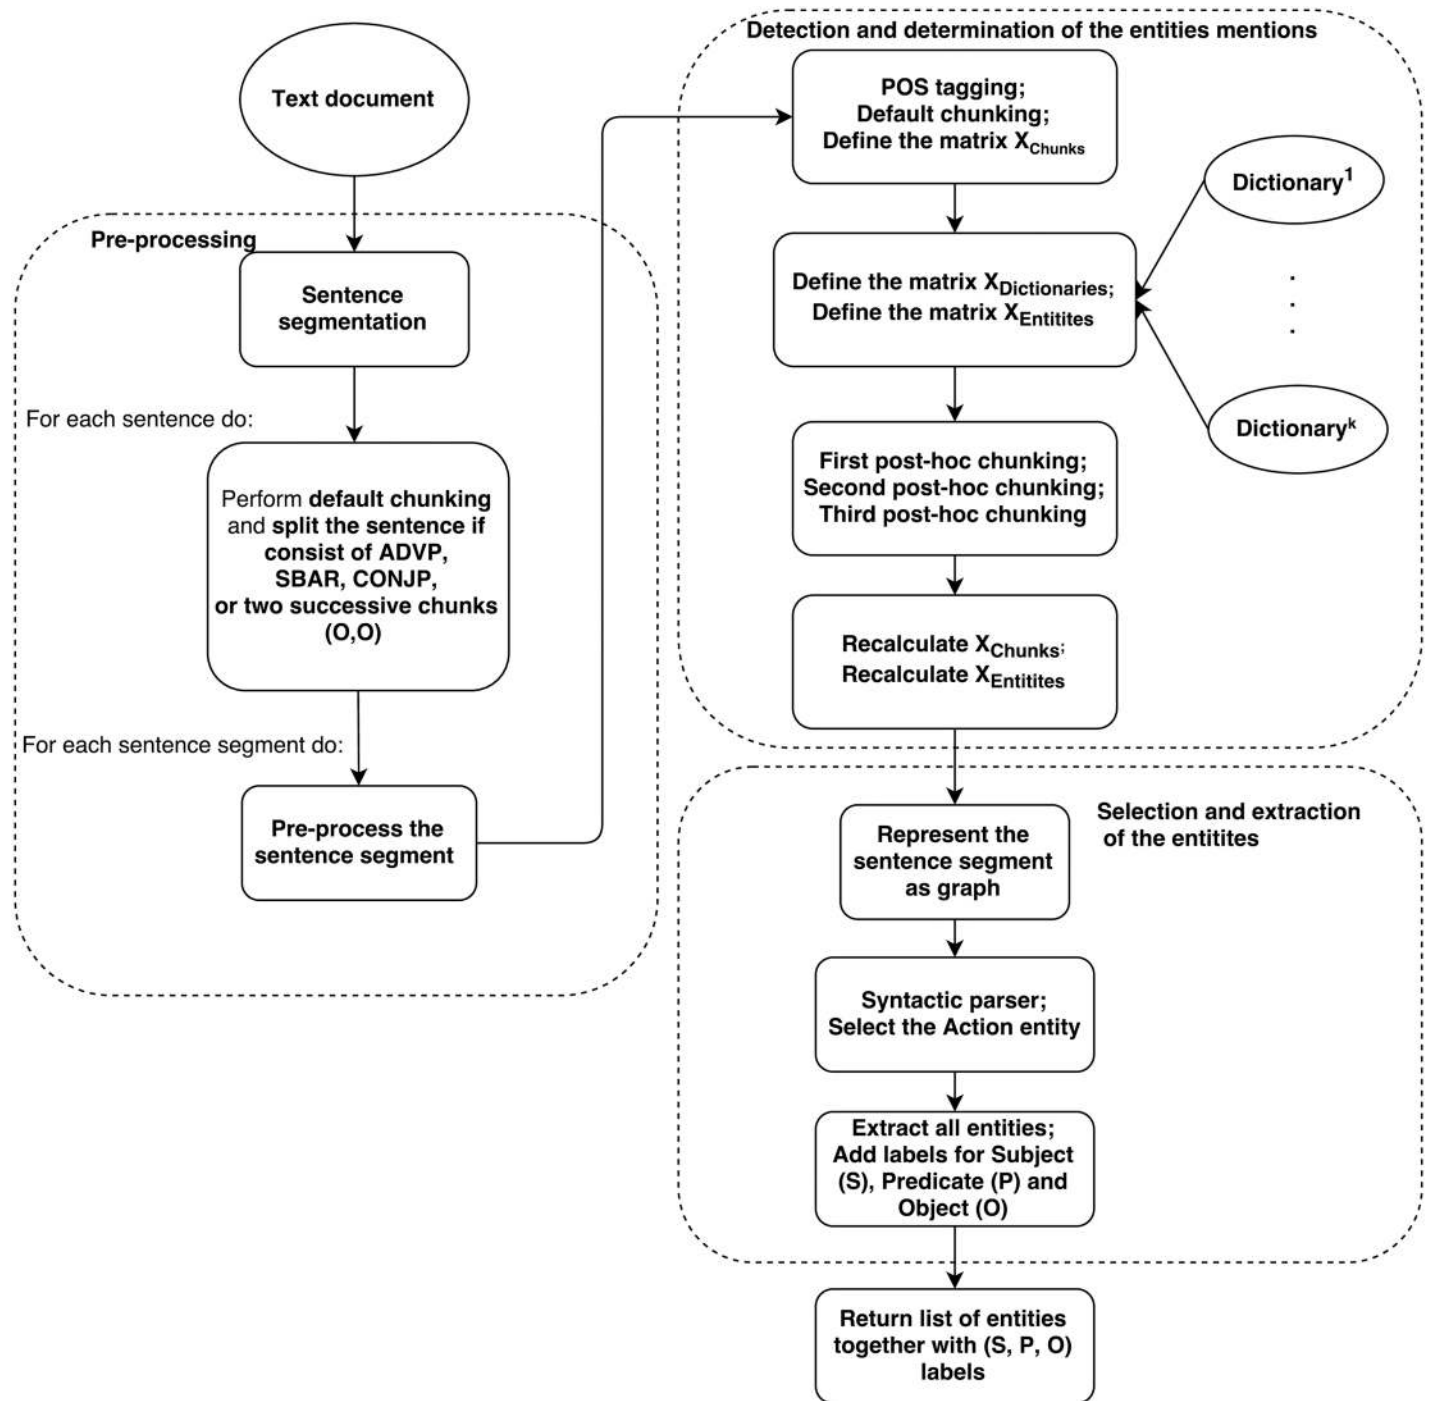 Text document
Pre-processing
Sentence
segmentation
For each sentence do:
Perform default chunking
and split the sentence if
consist of ADVP,
SBAR, CONJP,
or two successive chunks
(O,O)
For each sentence segment do:
Pre-process the
sentence segment
Detection and determination of the entities mentions
POS tagging;
Default chunking;
Define the matrix XChunks
Dictionary1
.
.
.
Dictionaryk
Define the matrix XDictionaries;
Define the matrix XEntitites
First post-hoc chunking;
Second post-hoc chunking;
Third post-hoc chunking
Recalculate XChunks;
Recalculate XEntitites
Selection and extraction
of the entitites
Represent the
sentence segment
as graph
Syntactic parser;
Select the Action entity
Extract all entities;
Add labels for Subject
(S), Predicate (P) and
Object (O)
Return list of entities
together with (S, P, O)
labels